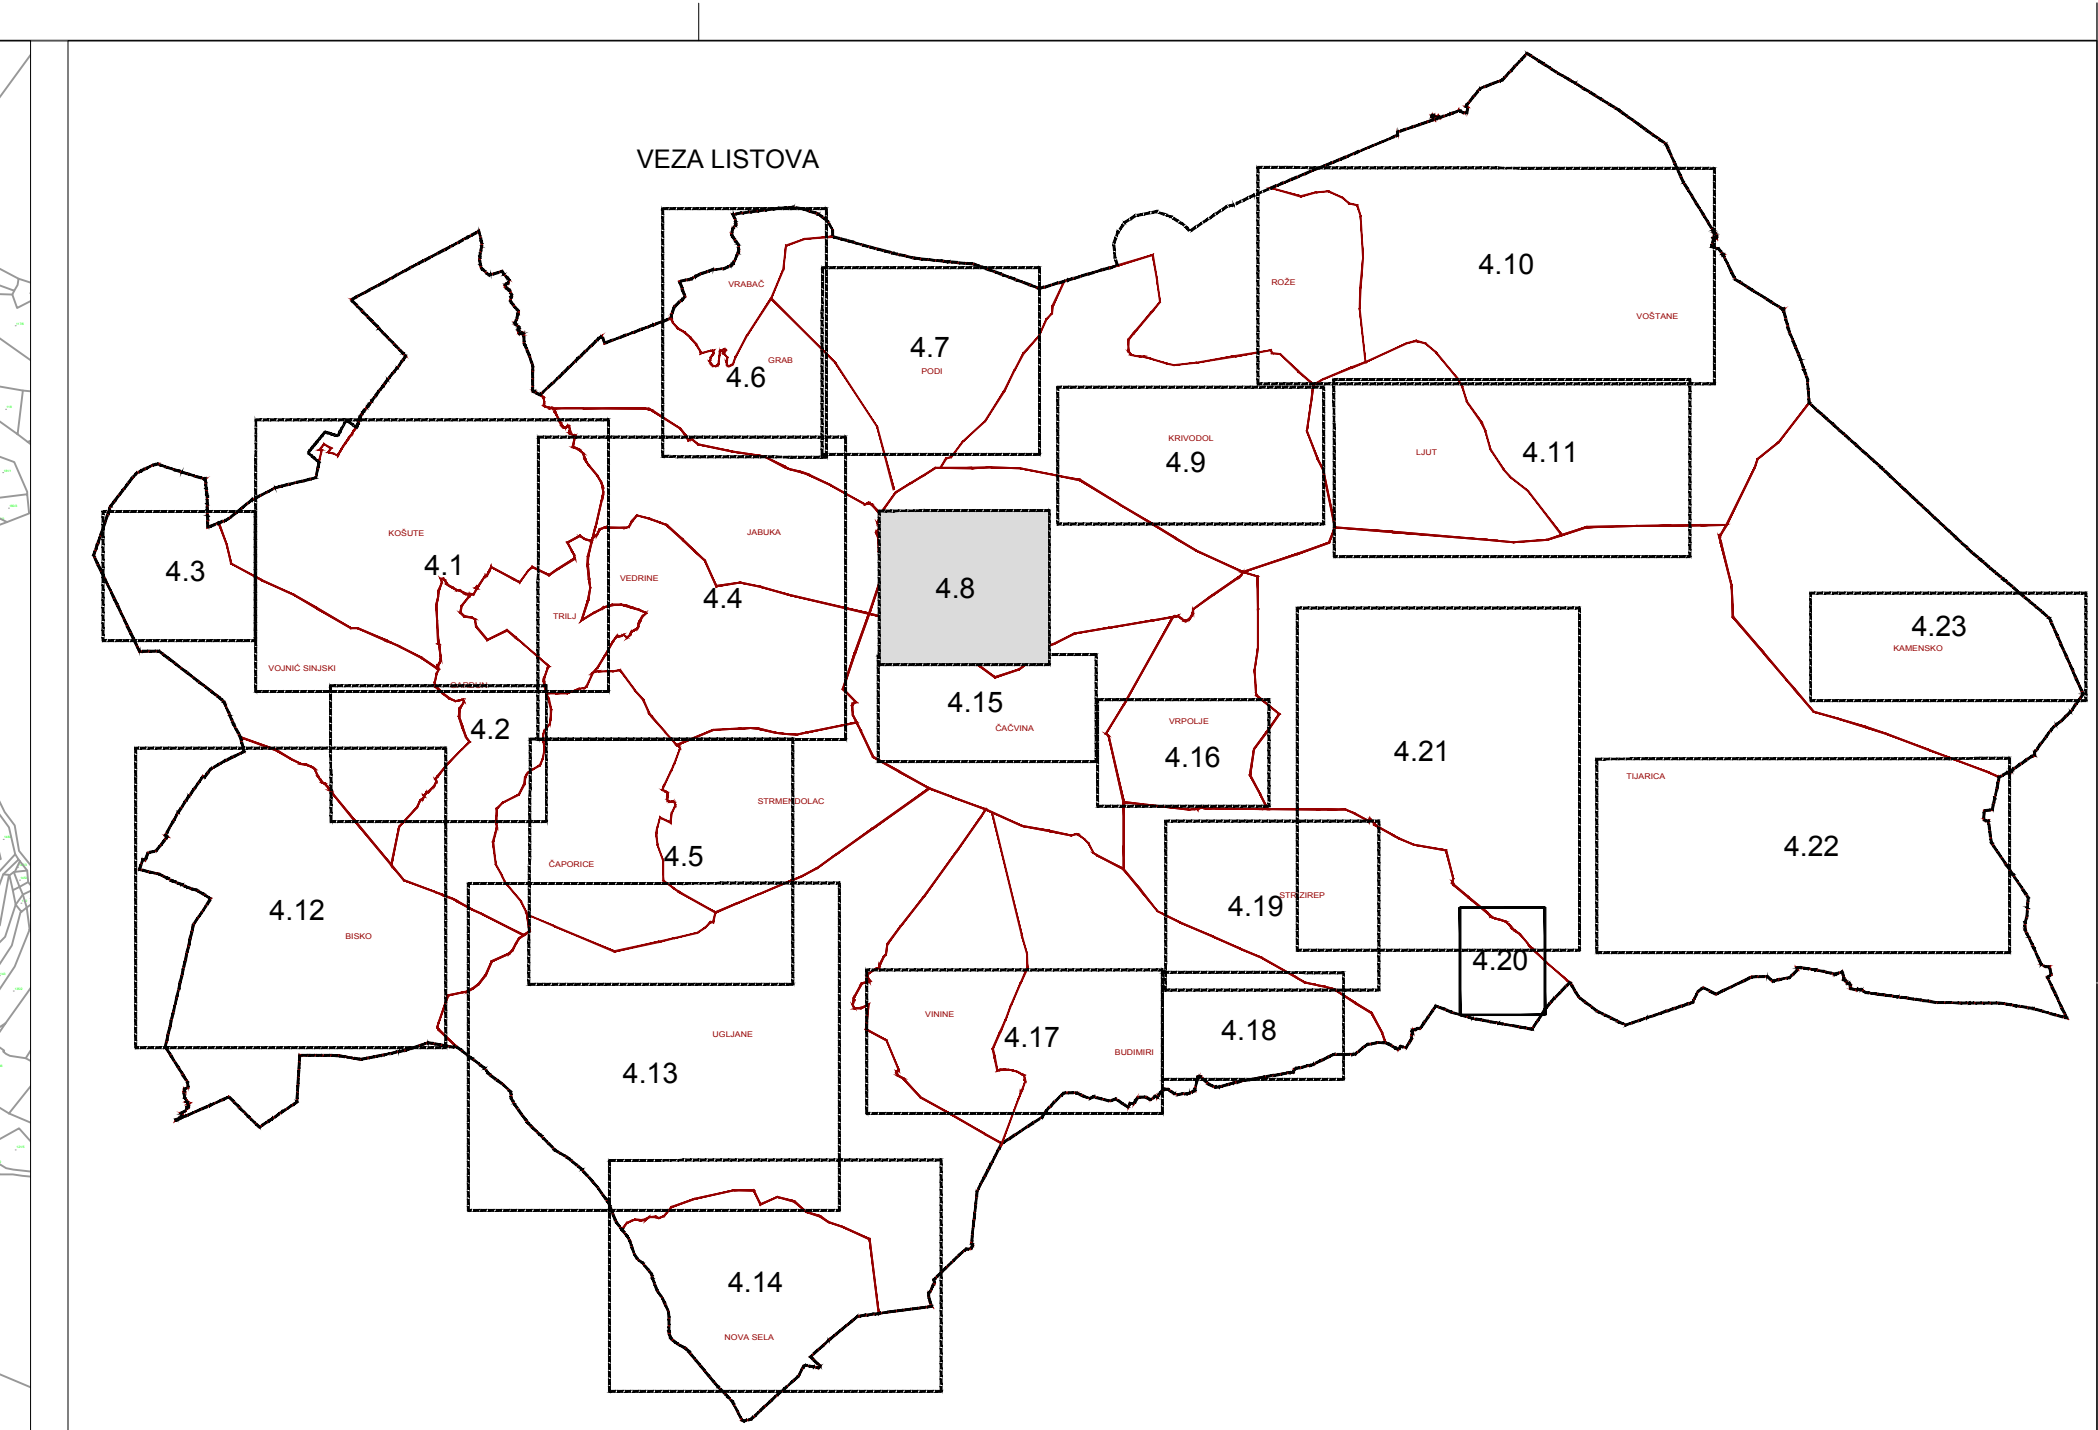 VEZA LISTOVA
4.10
ROŽE
VRABAČ
VOŠTANE
4.7
GRAB
PODI
4.6
KRIVODOL
4.9
LJUT
4.11
KOŠUTE
4.1
JABUKA
4.3
VEDRINE
4.4
4.8
TRILJ
4.23
KAMENSKO
VOJNIĆ SINJSKI
GARDUN
4.2
4.15
ČAČVINA
VRPOLJE
4.16
4.21
TIJARICA
STRMENDOLAC
4.5
ČAPORICE
4.22
4.12
BISKO
4.19
STRIZIREP
4.20
VININE
4.17
BUDIMIRI
4.18
UGLJANE
4.13
4.14
NOVA SELA